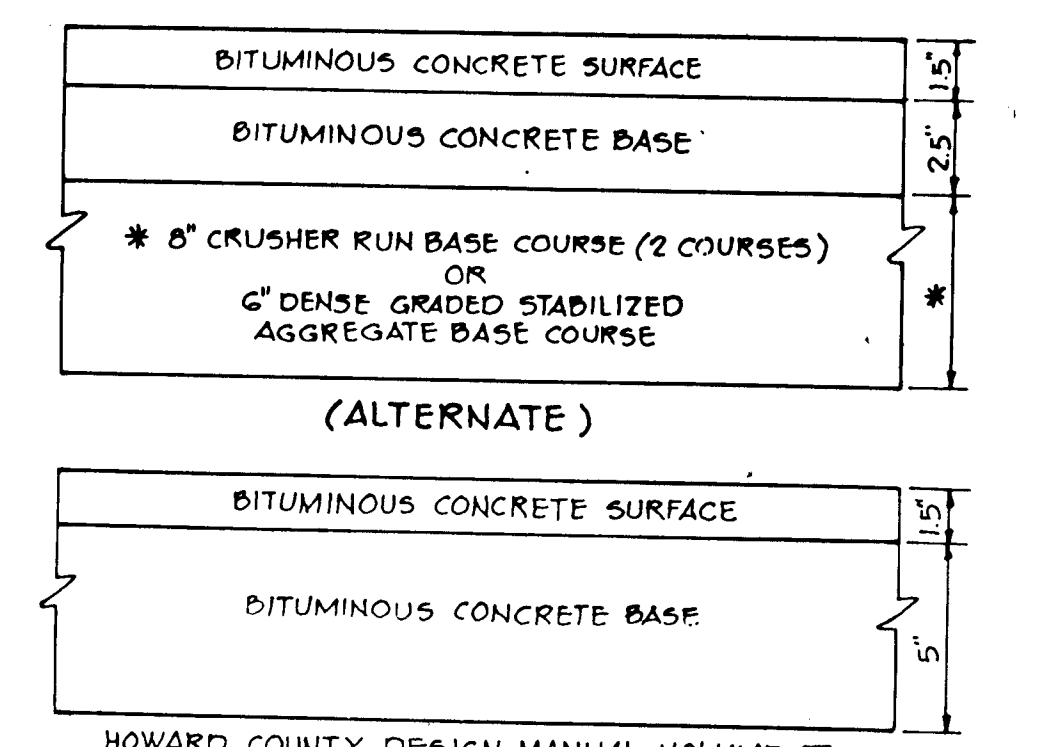 BITUMINOUS CONCRETE SURFACE
1.5"
BITUMINOUS CONCRETE BASE
2.5"
* 8" CRUSHER RUN BASE COURSE (2 COURSES)
OR
6" DENSE GRADED STABILIZED
AGGREGATE BASE COURSE
*
(ALTERNATE)
BITUMINOUS CONCRETE SURFACE
1.5"
BITUMINOUS CONCRETE BASE
5"
HOWARD COUNTY DESIGN MANUAL VOLUME